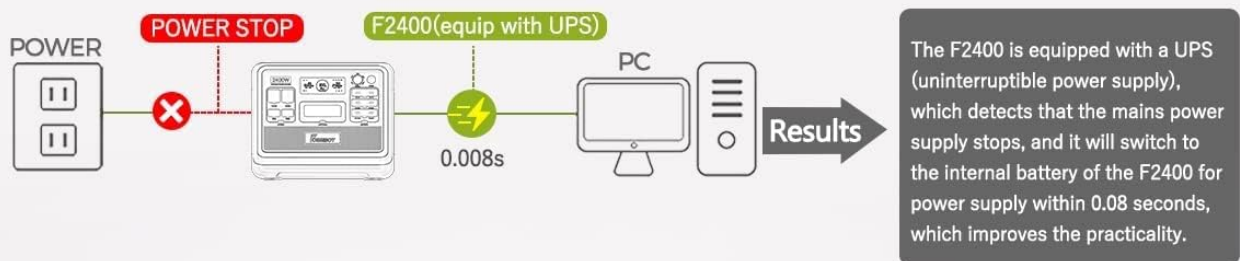 POWER STOP
F2400(equip with UPS)
POWER
PC
2400W
0.008s
Results
The F2400 is equipped with a UPS
(uninterruptible power supply),
which detects that the mains power
supply stops, and it will switch to
the internal battery of the F2400 for
power supply within 0.08 seconds,
which improves the practicality.